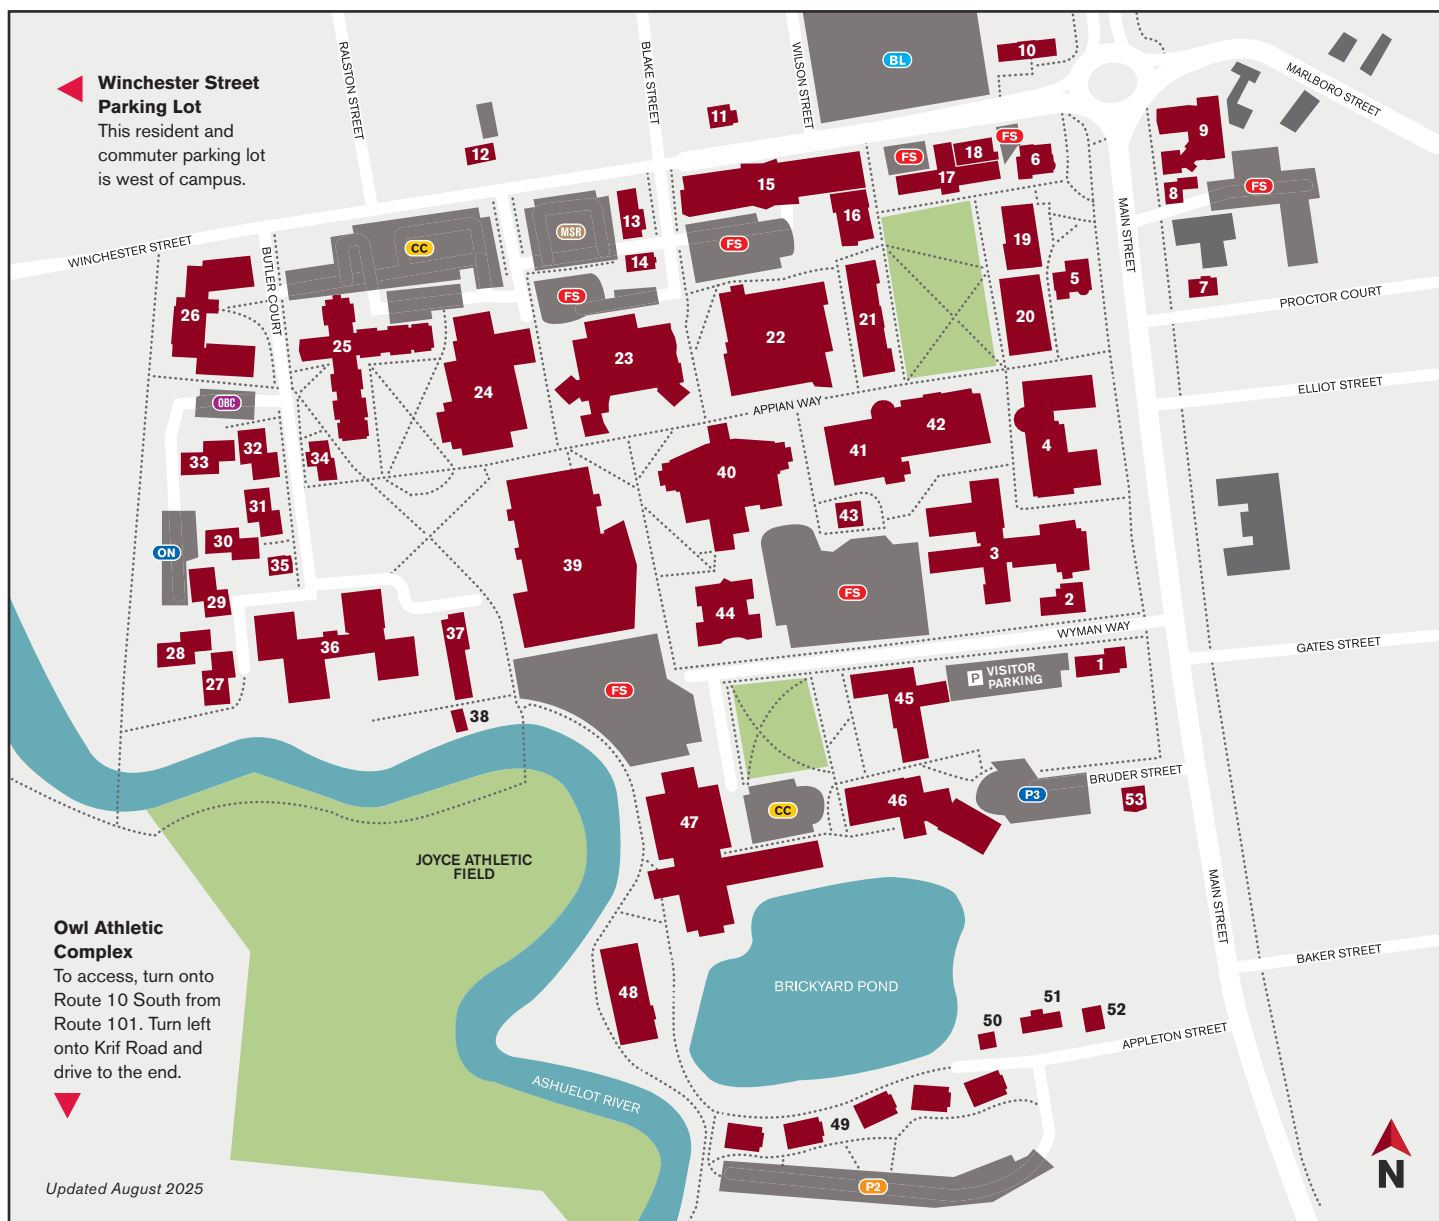 Winchester Street
Parking Lot
This resident and
commuter parking lot
is west of campus.
RALSTON STREET
BLAKE STREET
WILSON STREET
BL
10
MARLBORO STREET
11
12
FS
FS
18
17
6
9
8
FS
15
16
13
14
MSR
FS
FS
CC
WINCHESTER STREET
BUTLER COURT
MAIN STREET
19
5
7
PROCTOR COURT
26
25
24
23
22
21
20
ELLIOT STREET
OBC
APPIAN WAY
42
41
4
33
32
34
40
31
43
30
35
ON
39
3
29
44
FS
2
28
36
37
27
38
WYMAN WAY
GATES STREET
1
P VISITOR
PARKING
FS
45
BRUDER STREET
P3
53
CC
46
47
JOYCE ATHLETIC
FIELD
MAIN STREET
Owl Athletic
Complex
To access, turn onto
Route 10 South from
Route 101. Turn left
onto Krif Road and
drive to the end.
BAKER STREET
48
BRICKYARD POND
50
51
52
APPLETON STREET
ASHUELOT RIVER
49
P2
Updated August 2025
N